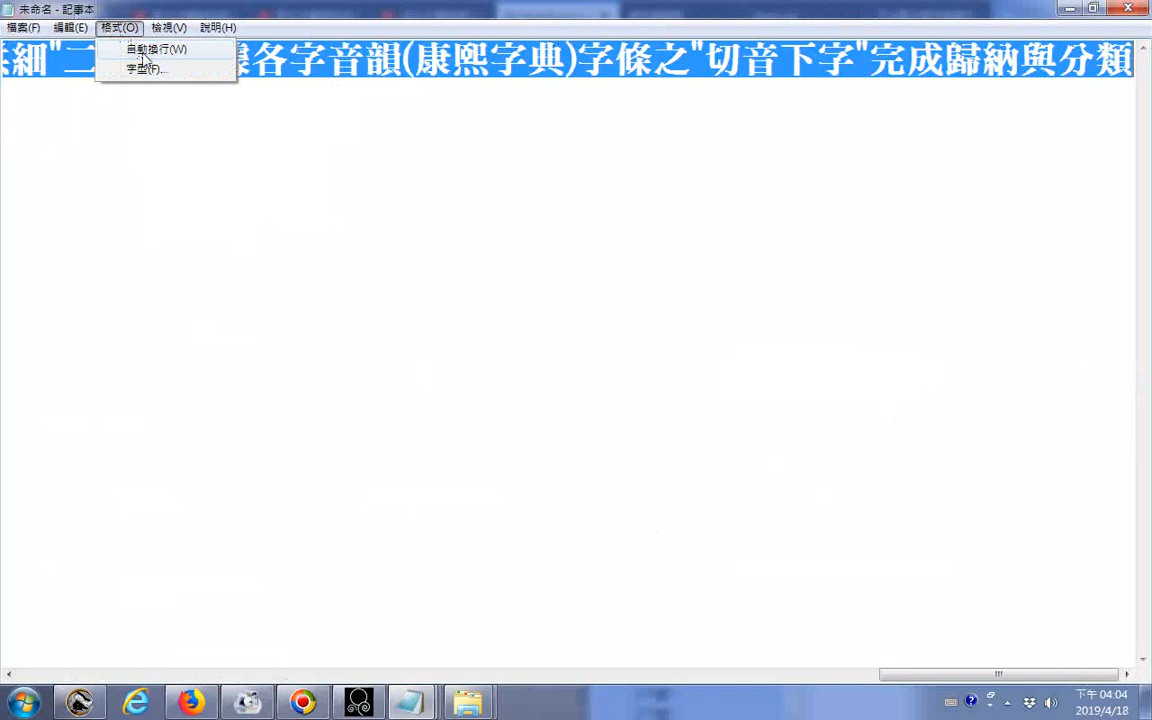 未命名 - 記事本
檔案(F) 編輯(E) 格式(O) 檢視(V) 說明(H)
自動換行(W)
字型(F)...
細"二
各字音韻(康熙字典)字條之"切音下字"完成歸納與分類
下午 04:04
2019/4/18